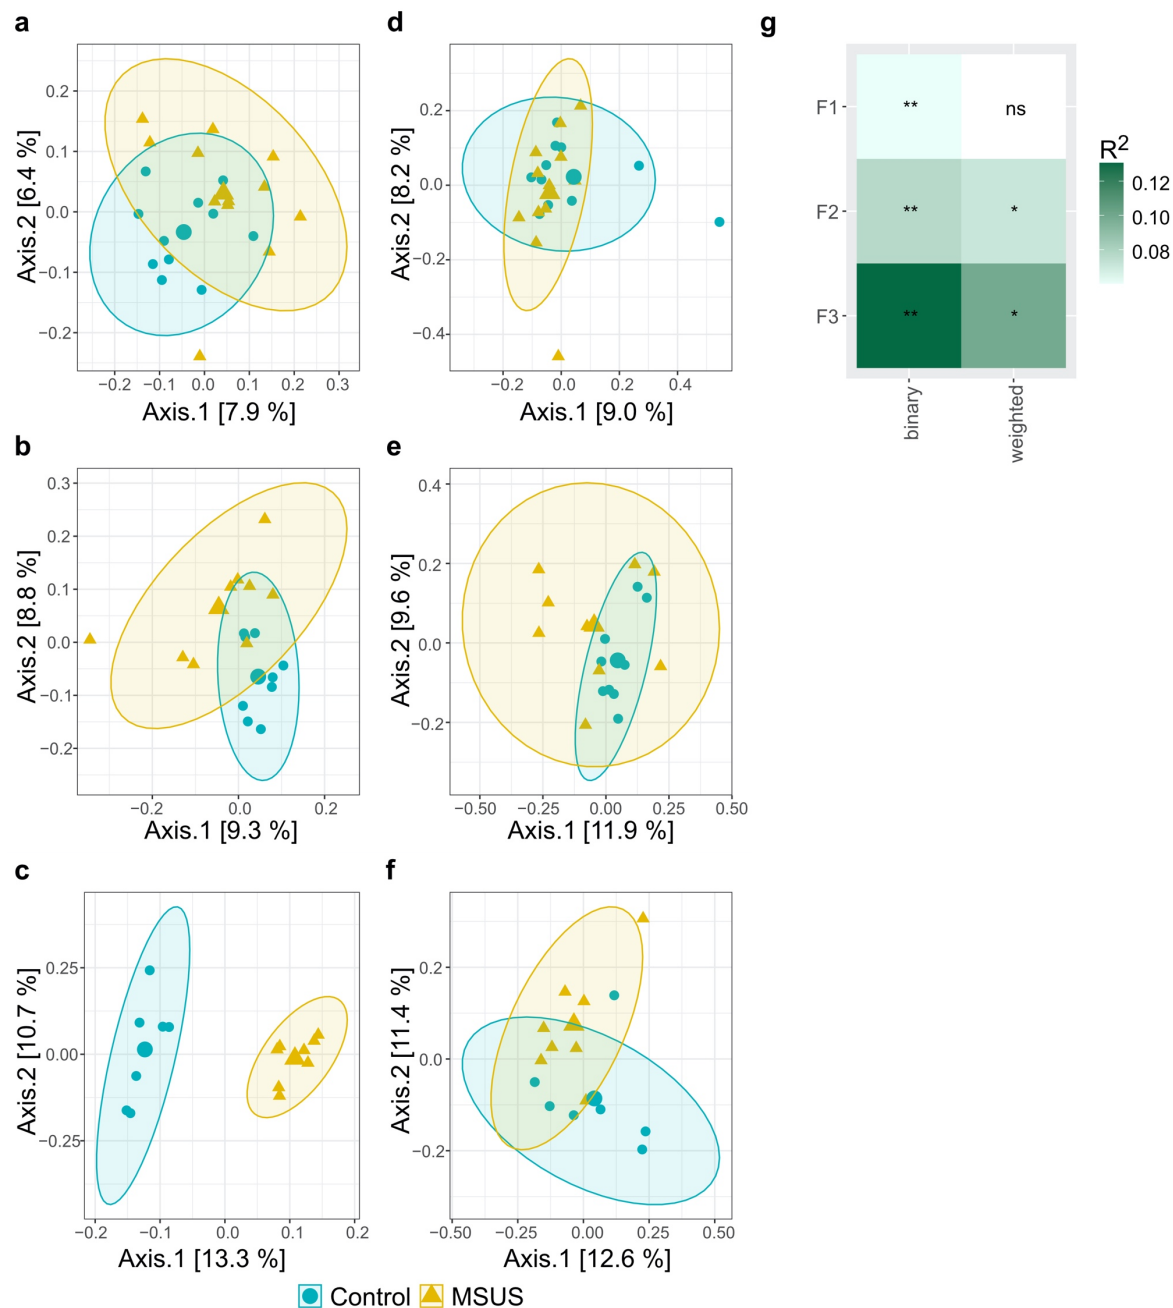 a
Axis.2 [6.4 %]
0.2
0.1
0.0
−0.1
−0.2
−0.2 −0.1 0.0 0.1 0.2 0.3
Axis.1 [7.9 %]
d
Axis.2 [8.2 %]
0.2
0.0
−0.2
−0.4
−0.2 0.0 0.2 0.4
Axis.1 [9.0 %]
g
F1
F2
F3
** ns
** *
** *
binary
weighted
R²
0.12
0.10
0.08
b
Axis.2 [8.8 %]
0.3
0.2
0.1
0.0
−0.1
−0.2
−0.2 0.0 0.2
Axis.1 [9.3 %]
e
Axis.2 [9.6 %]
0.4
0.2
0.0
−0.2
−0.50 −0.25 0.00 0.25 0.50
Axis.1 [11.9 %]
c
Axis.2 [10.7 %]
0.25
0.00
−0.25
−0.2 −0.1 0.0 0.1 0.2
Axis.1 [13.3 %]
f
Axis.2 [11.4 %]
0.2
0.0
−0.2
−0.50 −0.25 0.00 0.25 0.50
Axis.1 [12.6 %]
Control MSUS